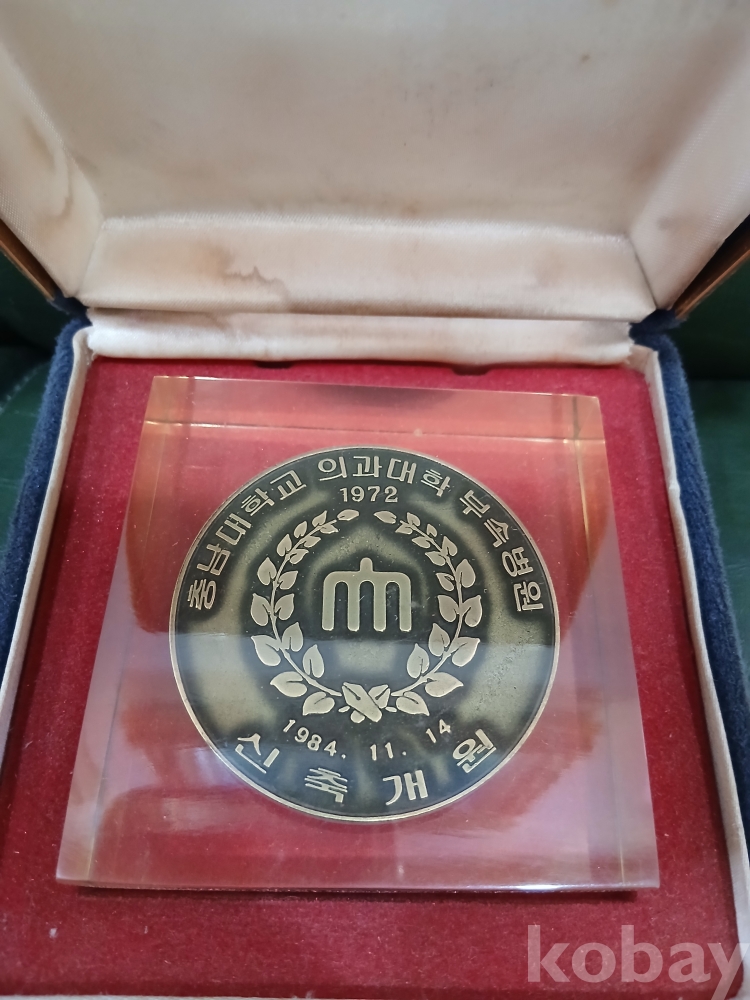 충남대학교 의과대학 부속병원
1972
1984. 11. 14
신축개원
kobay